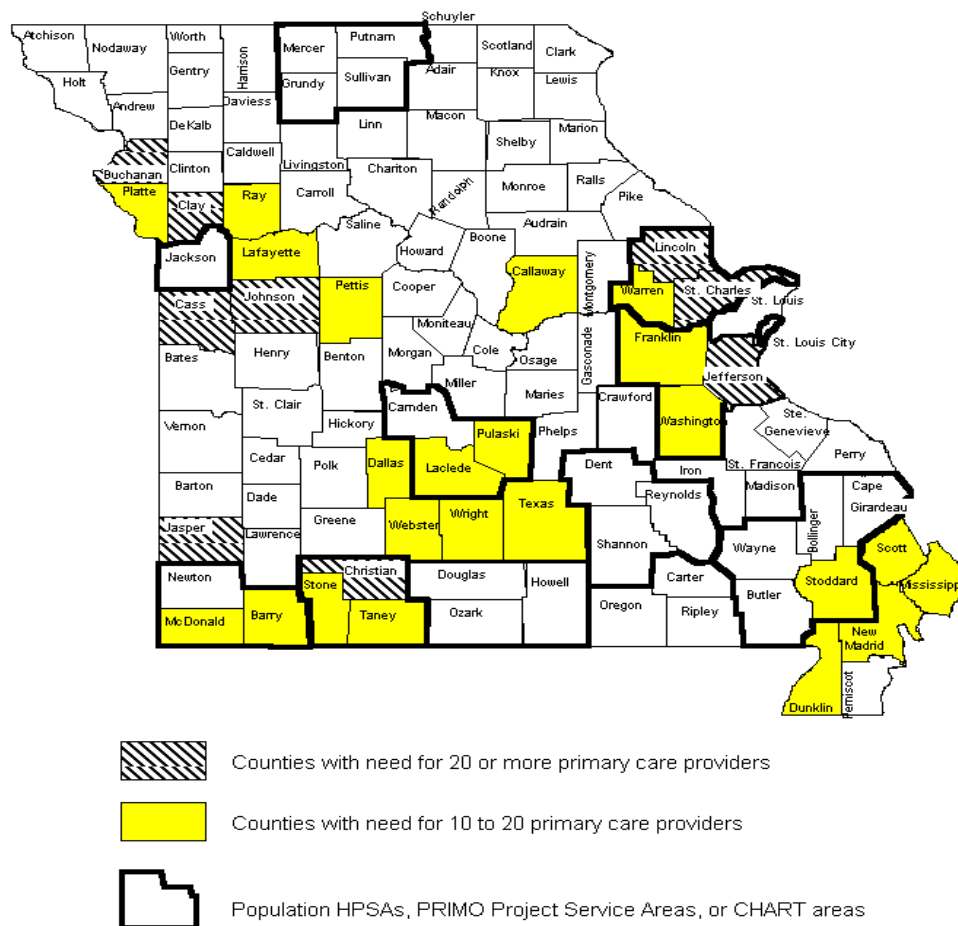 Schuyler
Atchison
Nodaway
Worth
Harrison
Mercer
Putnam
Scotland
Clark
Gentry
Holt
Grundy
Sullivan
Adair
Knox
Lewis
Andrew
Daviess
DeKalb
Linn
Macon
Shelby
Marion
Buchanan
Clinton
Caldwell
Livingston
Chariton
Randolph
Monroe
Ralls
Pike
Platte
Clay
Ray
Carroll
Saline
Howard
Boone
Audrain
Jackson
Lafayette
Callaway
Montgomery
Lincoln
Cass
Johnson
Pettis
Cooper
Warren
St. Charles
St. Louis
Moniteau
Cole
Osage
Gasconade
Franklin
St. Louis City
Bates
Henry
Benton
Morgan
Miller
Maries
Jefferson
St. Clair
Camden
Crawford
Washington
Ste.
Genevieve
Vernon
Hickory
Pulaski
Phelps
Perry
Cedar
Polk
Dallas
Laclede
Dent
Iron
St. Francois
Barton
Dade
Reynolds
Madison
Cape
Girardeau
Bollinger
Jasper
Lawrence
Greene
Webster
Wright
Texas
Shannon
Wayne
Scott
Newton
Stone
Christian
Douglas
Howell
Carter
Butler
Stoddard
Mississippi
McDonald
Barry
Taney
Ozark
Oregon
Ripley
New
Madrid
Dunklin
Pemiscot
Counties with need for 20 or more primary care providers
Counties with need for 10 to 20 primary care providers
Population HPSAs, PRIMO Project Service Areas, or CHART areas